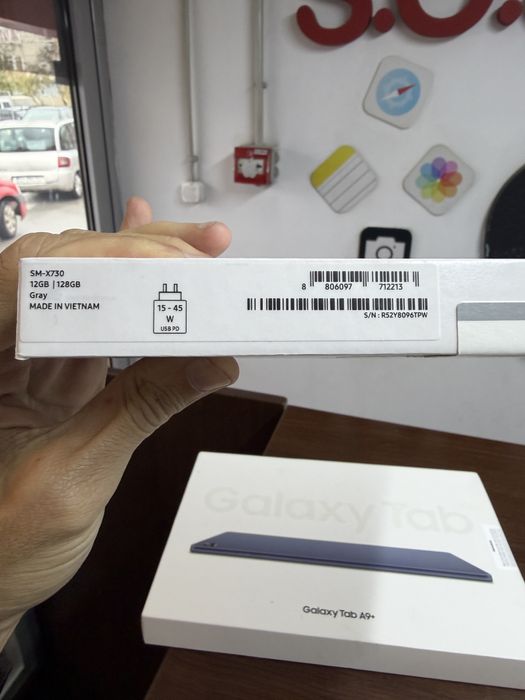 S.O.
SM-X730
12GB | 128GB
Gray
MADE IN VIETNAM
15 - 45
W
USB PD
8 806097 712213
S/N : R52Y8096TPW
Galaxy Tab
Galaxy Tab A9+